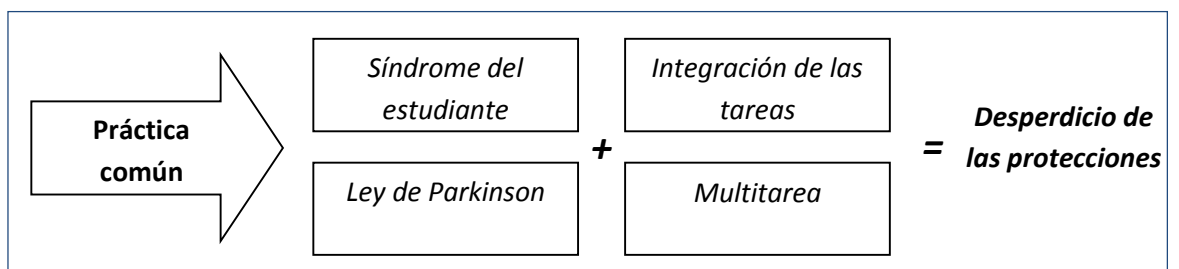 Práctica
común
Síndrome del
estudiante
Ley de Parkinson
+
Integración de las
tareas
Multitarea
=
Desperdicio de
las protecciones